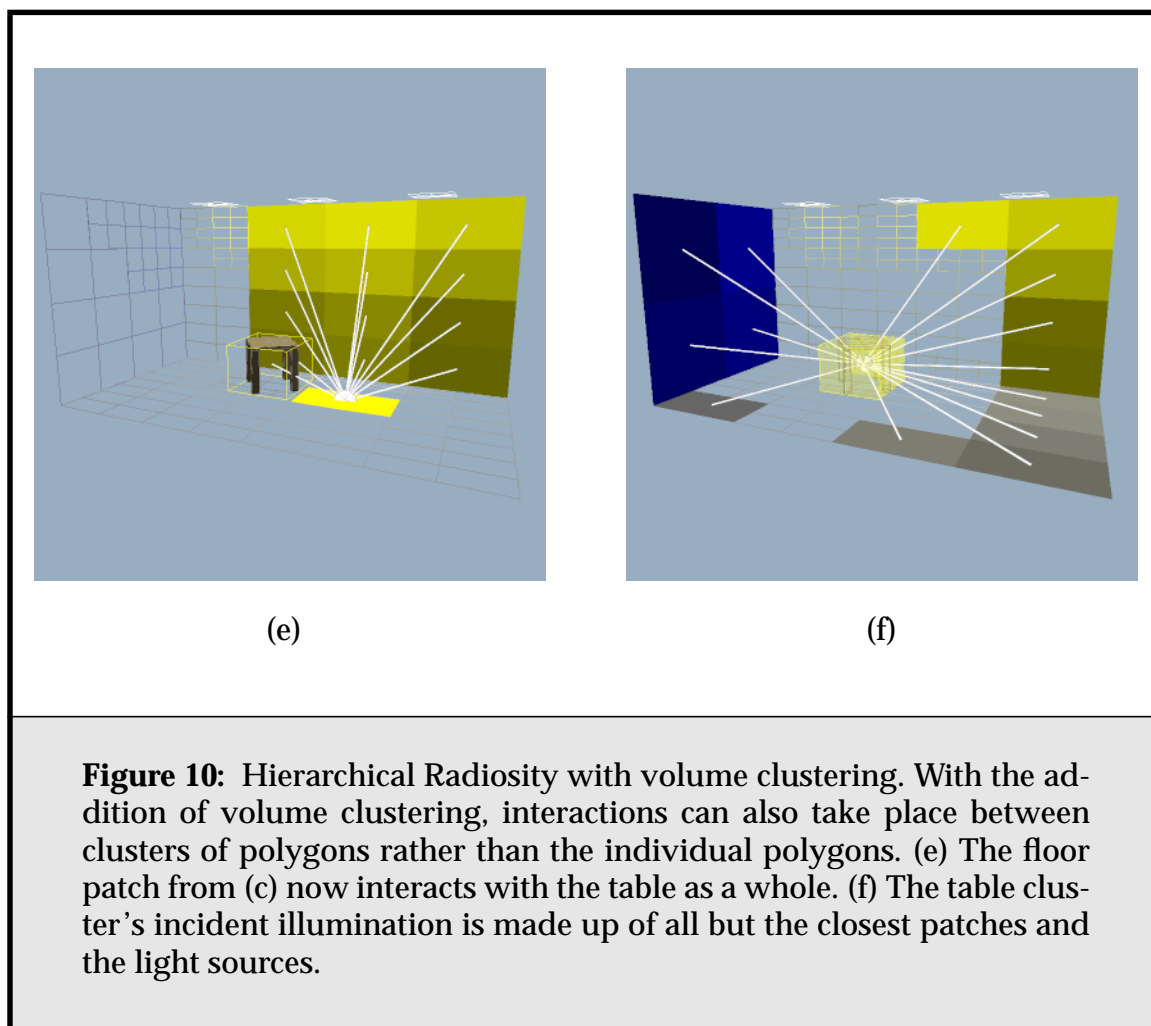 (e)
(f)
Figure 10: Hierarchical Radiosity with volume clustering. With the ad-
dition of volume clustering, interactions can also take place between
clusters of polygons rather than the individual polygons. (e) The floor
patch from (c) now interacts with the table as a whole. (f) The table clus-
ter's incident illumination is made up of all but the closest patches and
the light sources.